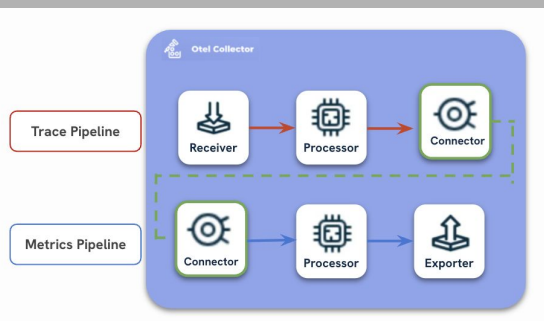 Otel Collector
Trace Pipeline
Receiver
Processor
Connector
Metrics Pipeline
Connector
Processor
Exporter